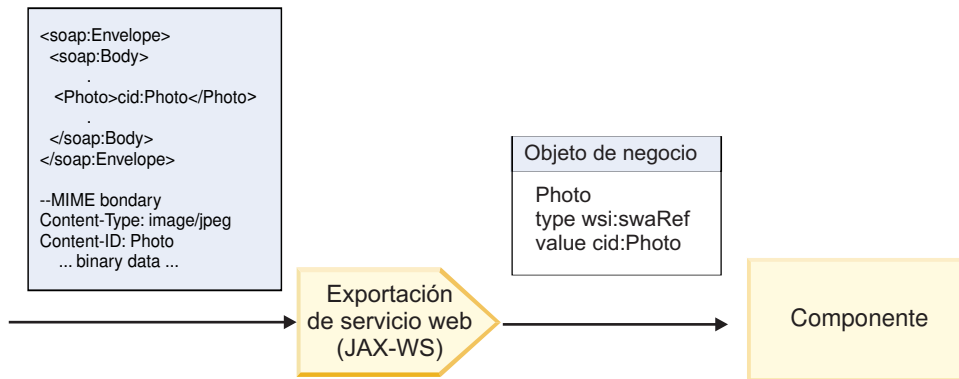 <soap:Envelope>
<soap:Body>
.
<Photo>cid:Photo</Photo>
.
</soap:Body>
</soap:Envelope>
--MIME bondary
Content-Type: image/jpeg
Content-ID: Photo
... binary data ...
Exportación
de servicio web
(JAX-WS)
Objeto de negocio
Photo
type wsi:swaRef
value cid:Photo
Componente